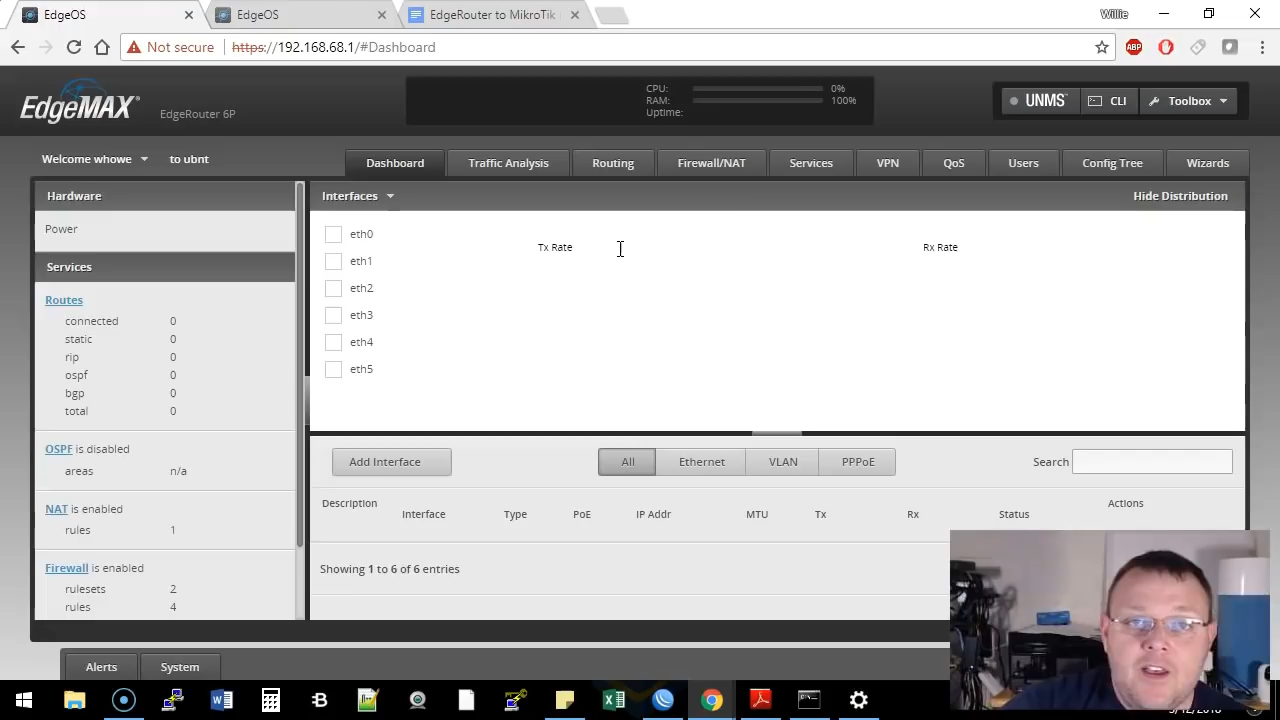 EdgeOS
EdgeOS
EdgeRouter to MikroTik
Willie
Not secure
https://192.168.68.1/#Dashboard
ABP
EdgeMAX
EdgeRouter 6P
CPU: 0%
RAM: 100%
Uptime:
UNMS
CLI
Toolbox
Welcome whowe
to ubnt
Dashboard
Traffic Analysis
Routing
Firewall/NAT
Services
VPN
QoS
Users
Config Tree
Wizards
Hardware
Power
Services
Routes
connected 0
static 0
rip 0
ospf 0
bgp 0
total 0
OSPF is disabled
areas n/a
NAT is enabled
rules 1
Firewall is enabled
rulesets 2
rules 4
Interfaces
Hide Distribution
eth0
eth1
eth2
eth3
eth4
eth5
Tx Rate
Rx Rate
Add Interface
All
Ethernet
VLAN
PPPoE
Search
Description Interface Type PoE IP Addr MTU Tx Rx Status Actions
Showing 1 to 6 of 6 entries
Alerts
System